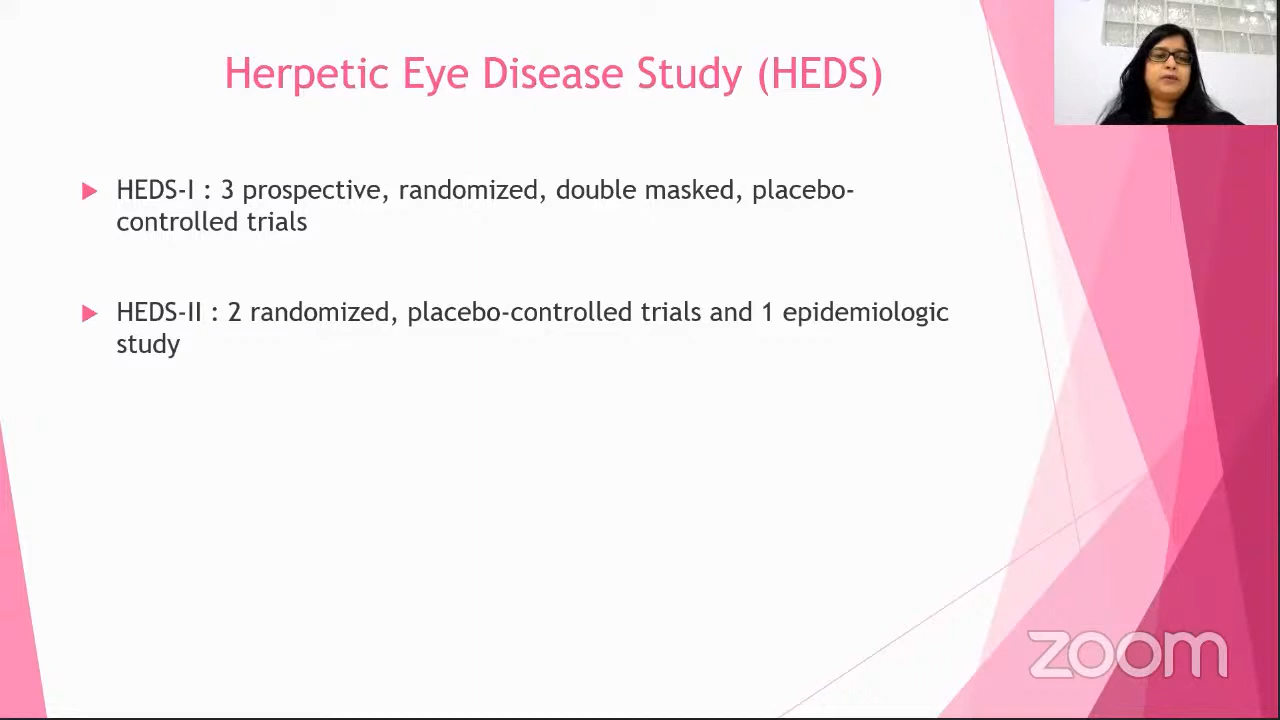 Herpetic Eye Disease Study (HEDS)
HEDS-I : 3 prospective, randomized, double masked, placebo-
controlled trials
HEDS-II : 2 randomized, placebo-controlled trials and 1 epidemiologic
study
zoom